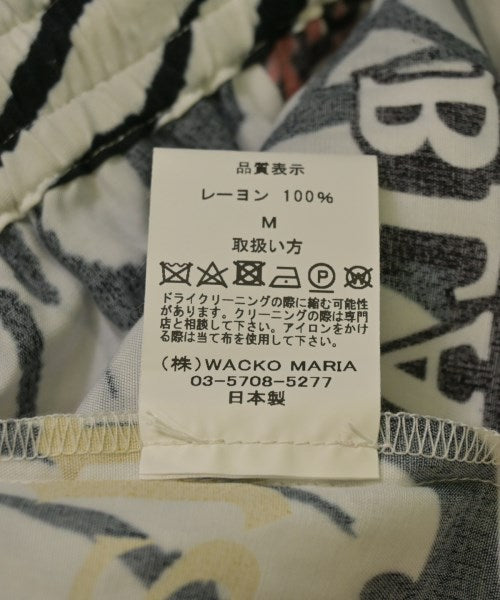 品質表示
レーヨン 100%
M
取扱い方
P W
ドライクリーニングの際に縮む可能性
があります。クリーニングの際は専門
店と相談して下さい。アイロンをかけ
る際は当て布を使用して下さい。
(株)WACKO MARIA
03-5708-5277
日本製